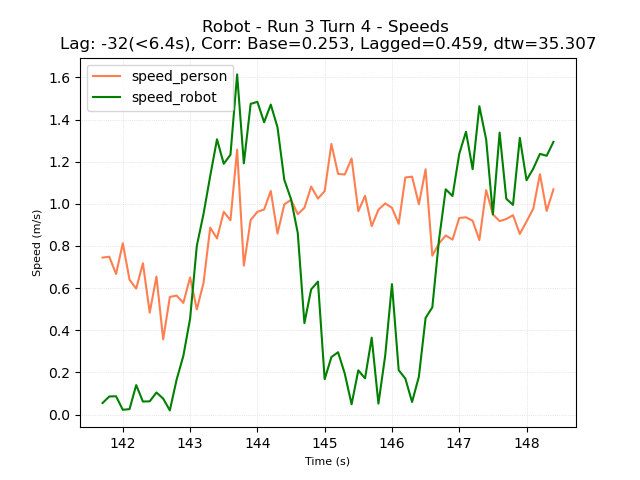 Robot - Run 3 Turn 4 - Speeds
Lag: -32(<6.4s), Corr: Base=0.253, Lagged=0.459, dtw=35.307
speed_person
speed_robot
1.6
1.4
1.2
1.0
0.8
0.6
0.4
0.2
0.0
Speed (m/s)
142 143 144 145 146 147 148
Time (s)